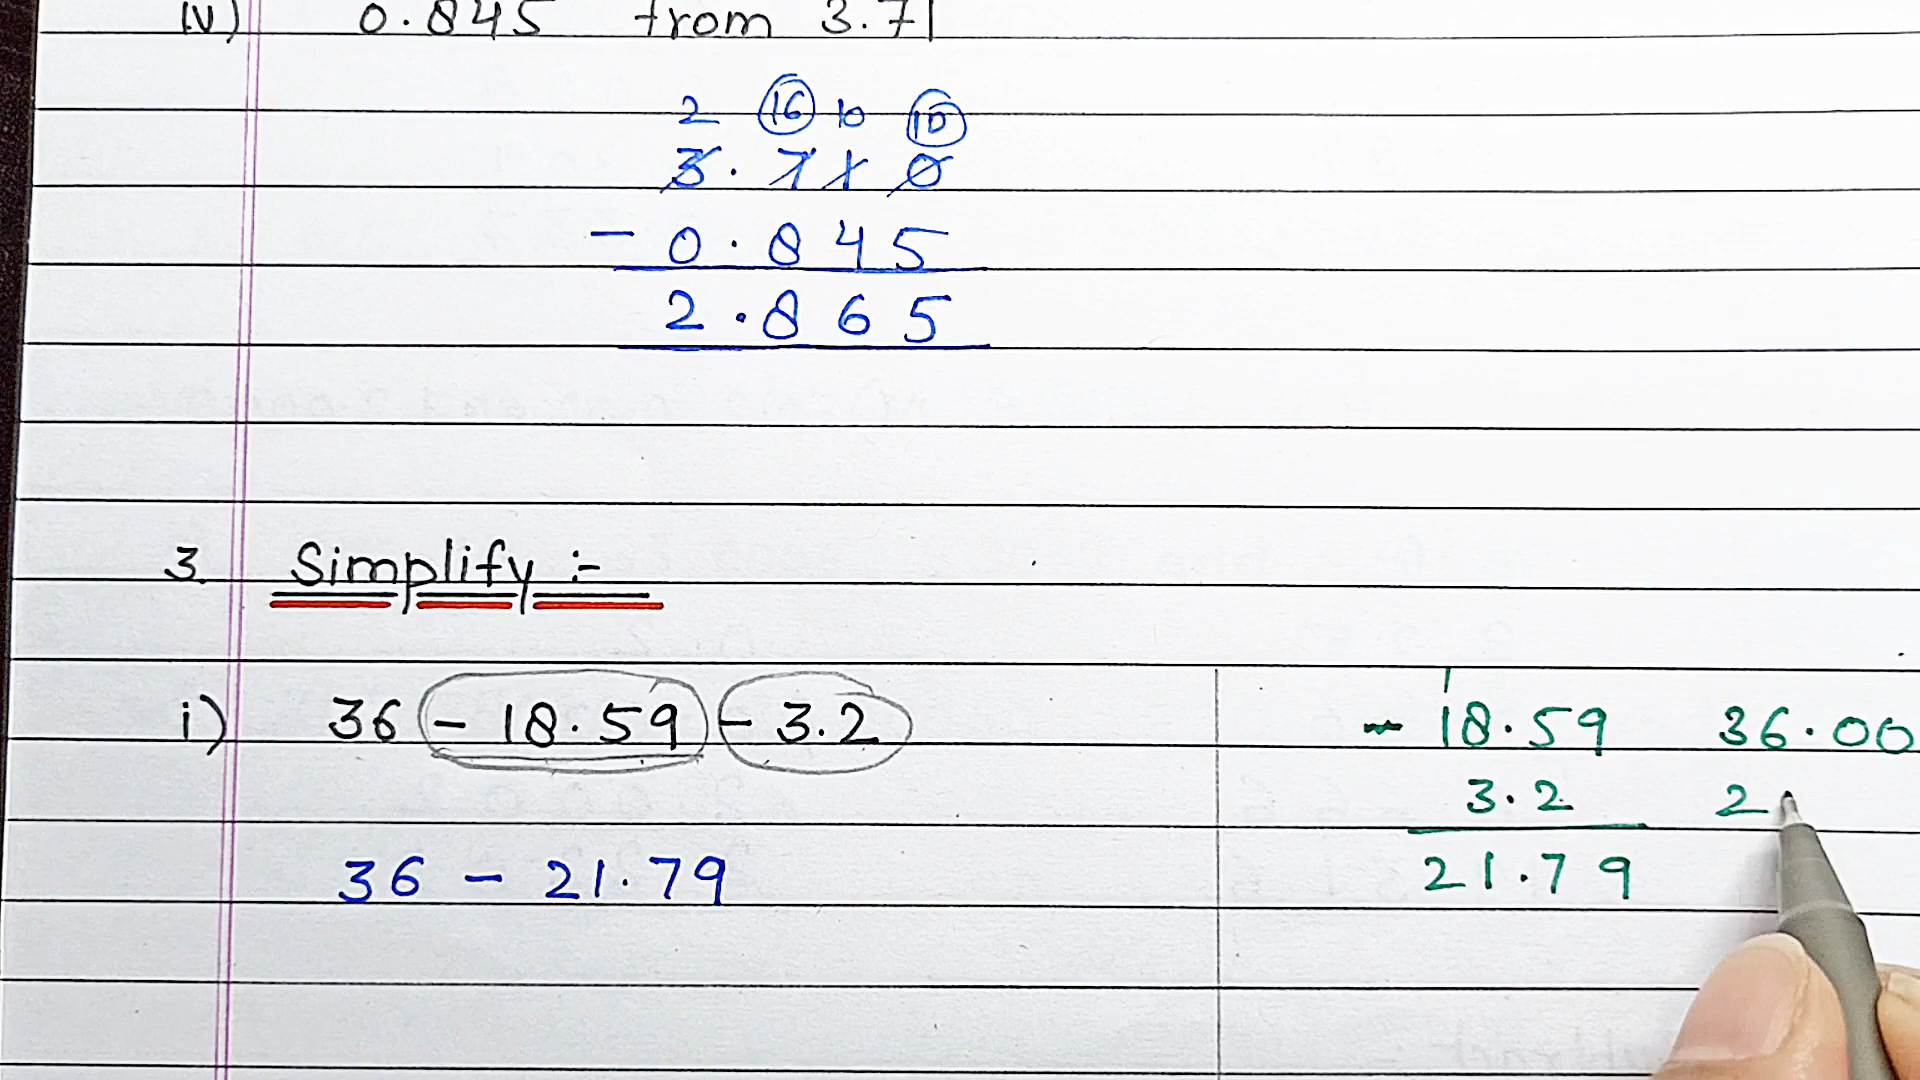 iv) 0.845 from 3.71
2 16 10 10
3.710
- 0.845
2.865
3. Simplify :-
i) 36 - 18.59 - 3.2
36 - 21.79
1
- 18.59
3.2
21.79
36.00
2